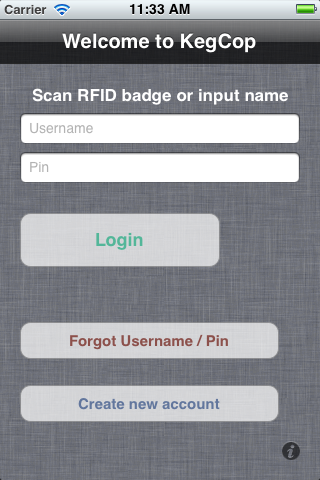 Carrier 11:33 AM
Welcome to KegCop
Scan RFID badge or input name
Username
Pin
Login
Forgot Username / Pin
Create new account
i